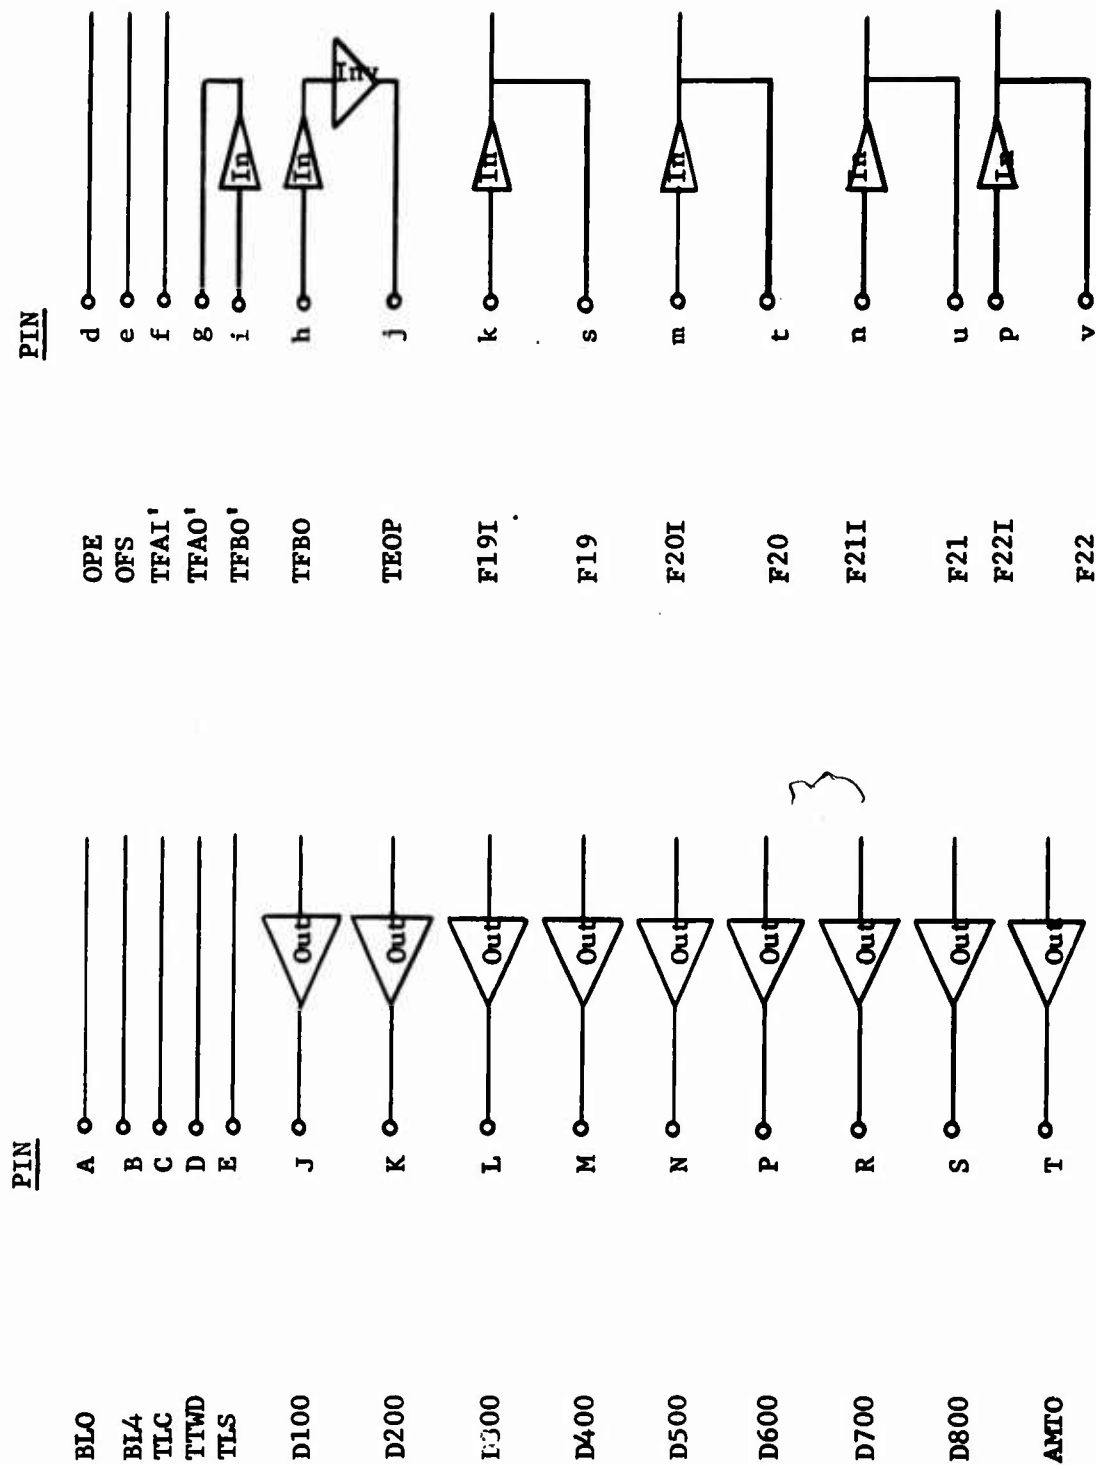 PIN PIN
BLO A OPE d
BL4 B OFS e
TLC C TFAI' f
TTWD D TFAO' g
TLS E TFBO' i In
D100 J Out TFBO h In Inv
D200 K Out TEOP j
D300 L Out F19I k In
D400 M Out F19 s
D500 N Out F20I m In
D600 P Out F20 t
D700 R Out F21I n In
D800 S Out F21 u
F22I p In
AMTO T Out F22 v